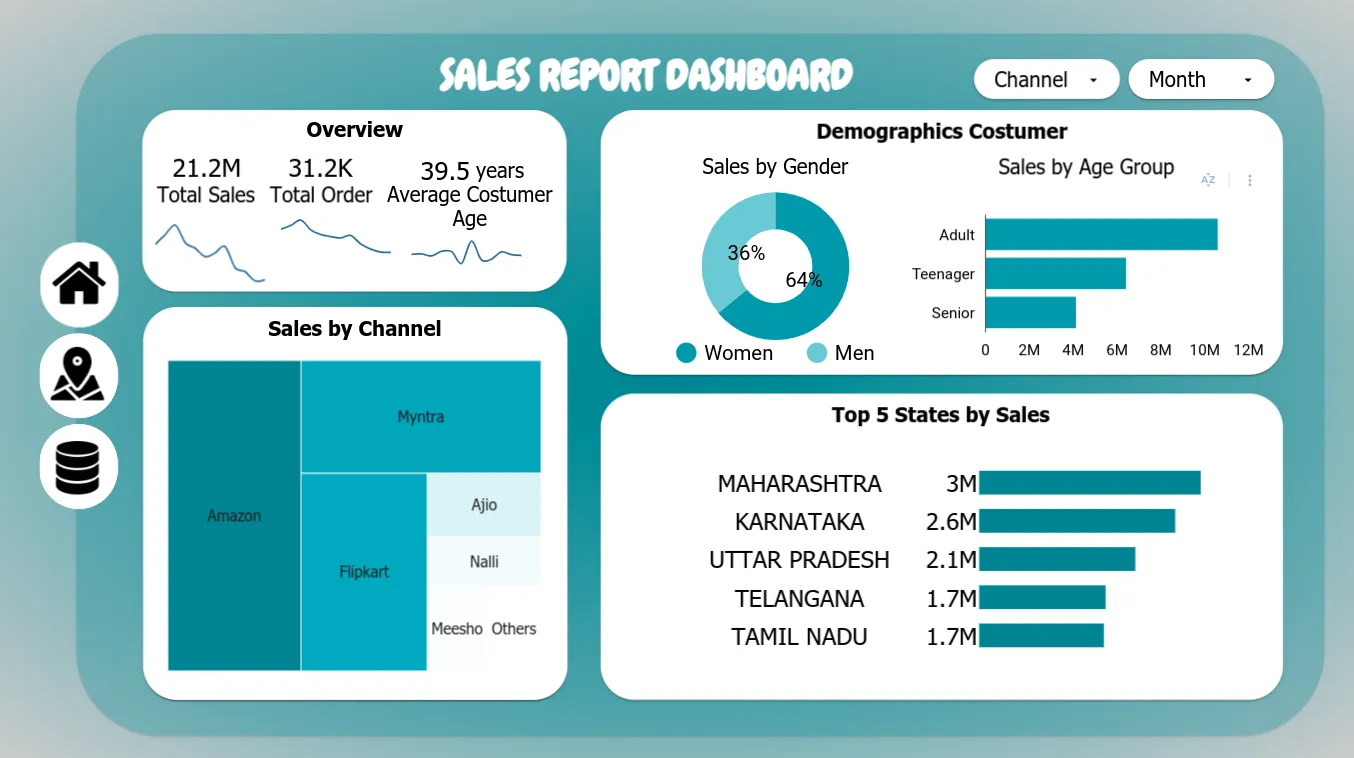 SALES REPORT DASHBOARD
Channel
Month
Overview
21.2M
Total Sales
31.2K
Total Order
39.5 years
Average Costumer
Age
Demographics Costumer
Sales by Gender
36%
64%
Women
Men
Sales by Age Group
AZ
Adult
Teenager
Senior
0 2M 4M 6M 8M 10M 12M
Sales by Channel
Amazon
Myntra
Flipkart
Ajio
Nalli
Meesho Others
Top 5 States by Sales
MAHARASHTRA 3M
KARNATAKA 2.6M
UTTAR PRADESH 2.1M
TELANGANA 1.7M
TAMIL NADU 1.7M